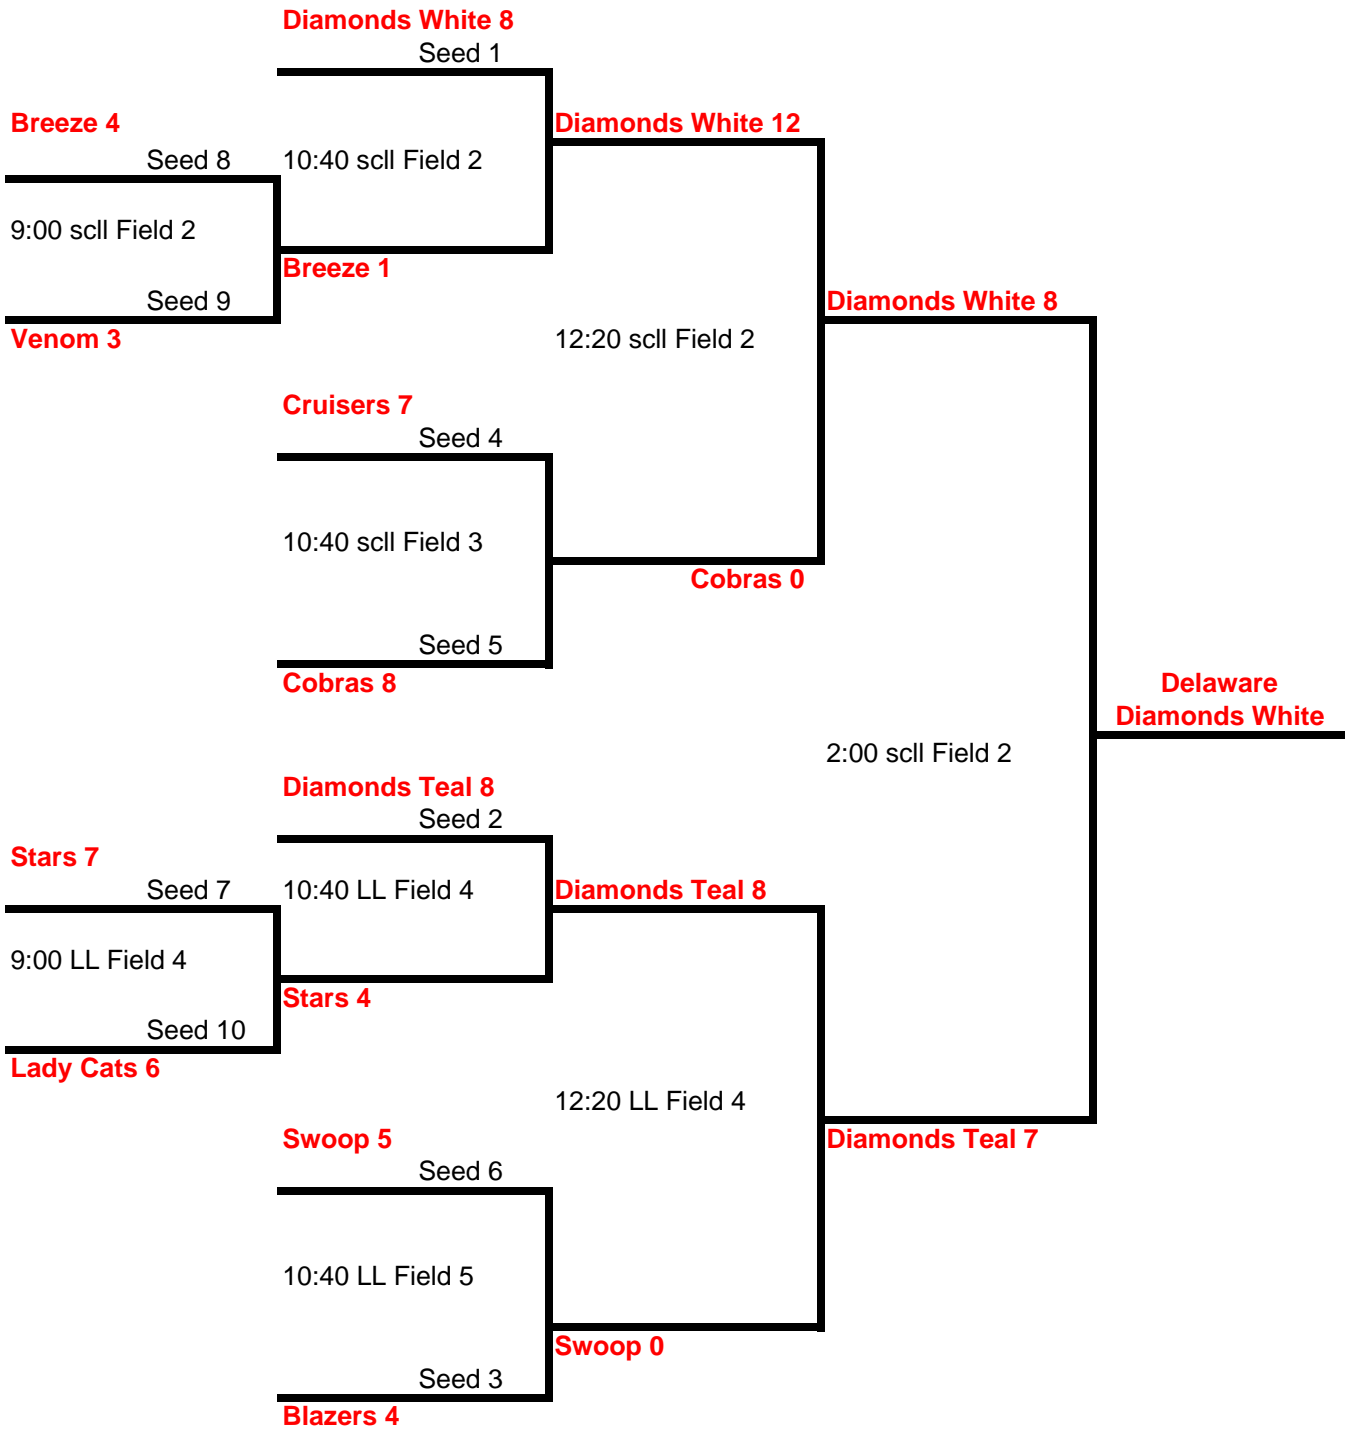 Diamonds White 8
Seed 1
Breeze 4
Diamonds White 12
Seed 8
10:40 scll Field 2
9:00 scll Field 2
Breeze 1
Seed 9
Diamonds White 8
Venom 3
12:20 scll Field 2
Cruisers 7
Seed 4
10:40 scll Field 3
Cobras 0
Seed 5
Cobras 8
Delaware
Diamonds White
2:00 scll Field 2
Diamonds Teal 8
Seed 2
Stars 7
Seed 7
10:40 LL Field 4
Diamonds Teal 8
9:00 LL Field 4
Stars 4
Seed 10
Lady Cats 6
12:20 LL Field 4
Swoop 5
Diamonds Teal 7
Seed 6
10:40 LL Field 5
Swoop 0
Seed 3
Blazers 4